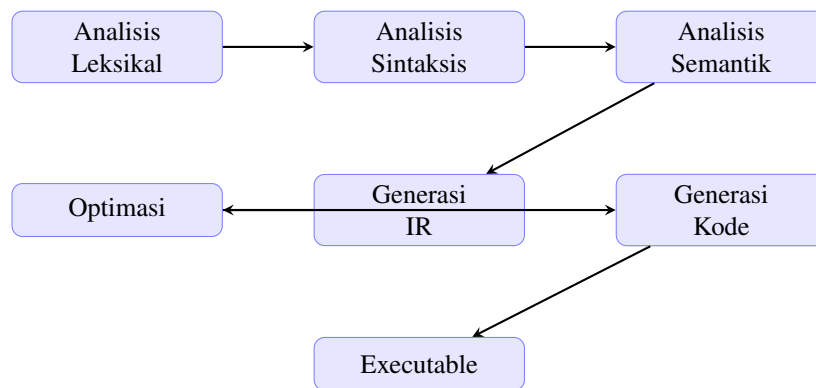 Analisis
Leksikal
Analisis
Sintaksis
Analisis
Semantik
Optimasi
Generasi
IR
Generasi
Kode
Executable